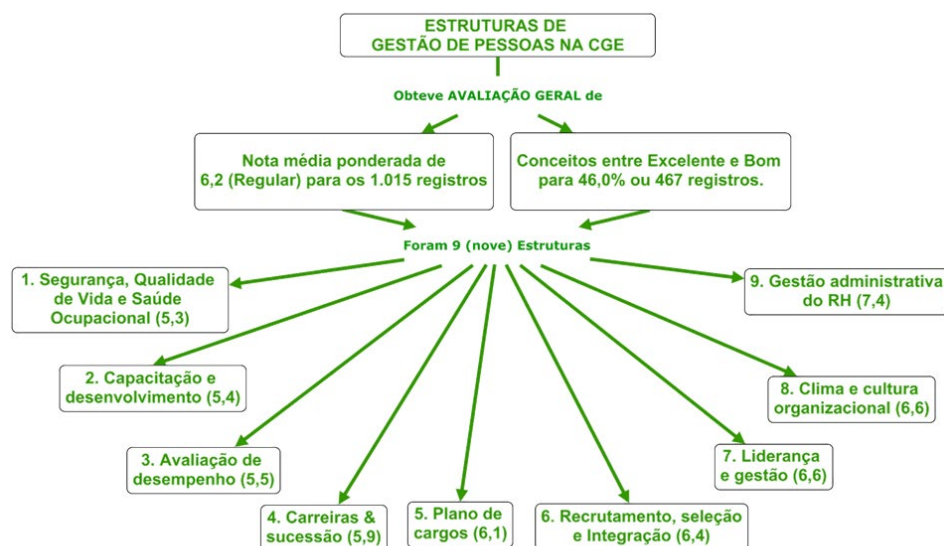 ESTRUTURAS DE
GESTÃO DE PESSOAS NA CGE
Obteve AVALIAÇÃO GERAL de
Nota média ponderada de
6,2 (Regular) para os 1.015 registros
Conceitos entre Excelente e Bom
para 46,0% ou 467 registros.
Foram 9 (nove) Estruturas
1. Segurança, Qualidade
de Vida e Saúde
Ocupacional (5,3)
2. Capacitação e
desenvolvimento (5,4)
3. Avaliação de
desempenho (5,5)
4. Carreiras &
sucessão (5,9)
5. Plano de
cargos (6,1)
6. Recrutamento, seleção
e Integração (6,4)
7. Liderança
e gestão (6,6)
8. Clima e cultura
organizacional (6,6)
9. Gestão administrativa
do RH (7,4)